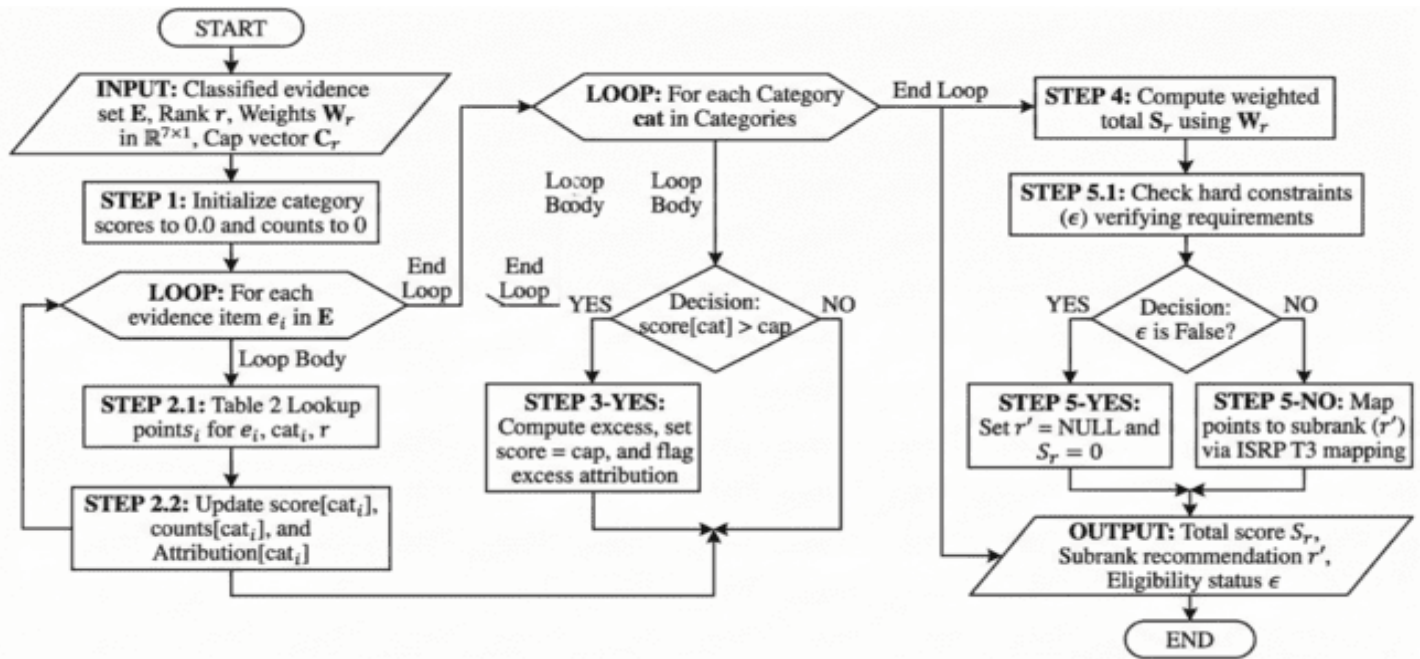 START
INPUT: Classified evidence
set E, Rank r, Weights W_r
in ℝ^{7×1}, Cap vector C_r
STEP 1: Initialize category
scores to 0.0 and counts to 0
LOOP: For each
evidence item e_i in E
End
Loop
Loop Body
STEP 2.1: Table 2 Lookup
points_i for e_i, cat_i, r
STEP 2.2: Update score[cat_i],
counts[cat_i], and
Attribution[cat_i]
LOOP: For each Category
cat in Categories
End Loop
Locop
Boody
Loop
Body
End
Loop
YES
Decision:
score[cat] > cap
NO
STEP 3-YES:
Compute excess, set
score = cap, and flag
excess attribution
STEP 4: Compute weighted
total S_r using W_r
STEP 5.1: Check hard constraints
(ϵ) verifying requirements
YES
Decision:
ϵ is False?
NO
STEP 5-YES:
Set r′ = NULL and
S_r = 0
STEP 5-NO: Map
points to subrank (r′)
via ISRP T3 mapping
OUTPUT: Total score S_r,
Subrank recommendation r′,
Eligibility status ϵ
END